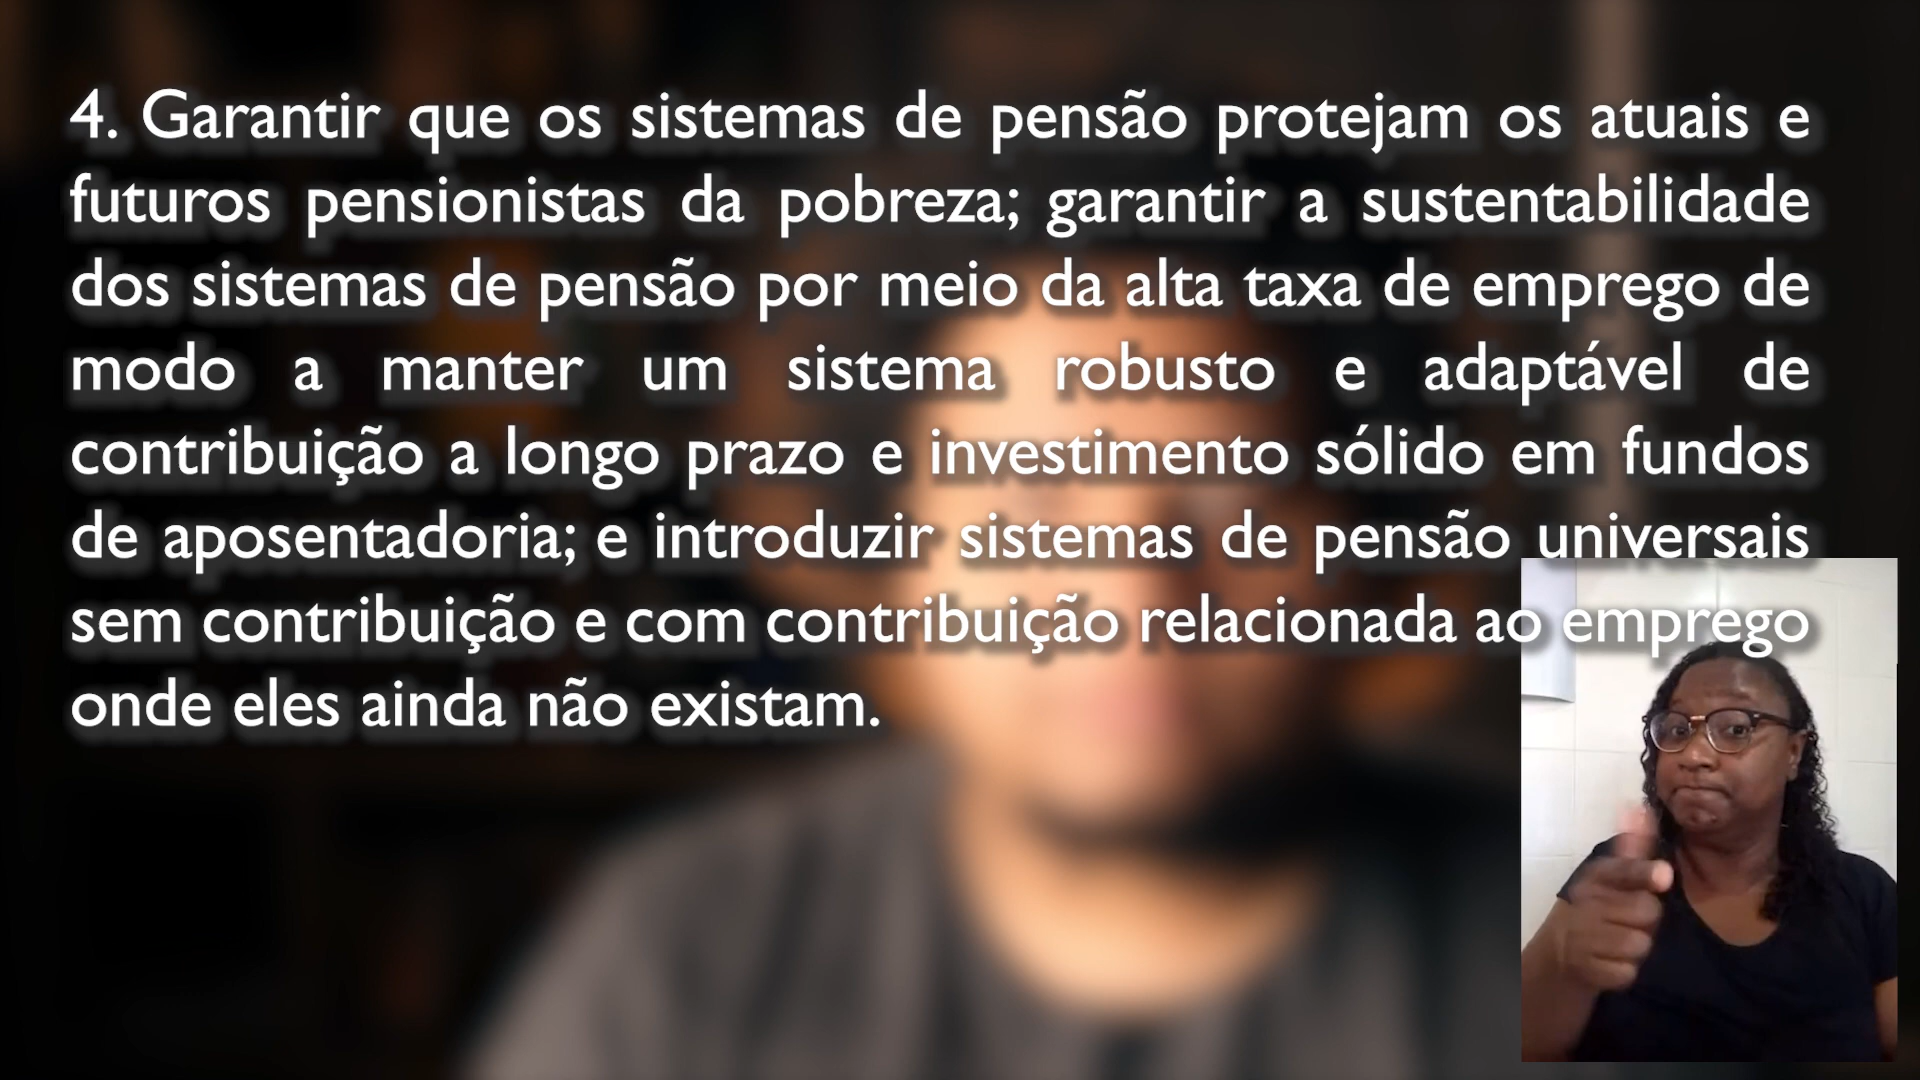 4. Garantir que os sistemas de pensão protejam os atuais e
futuros pensionistas da pobreza; garantir a sustentabilidade
dos sistemas de pensão por meio da alta taxa de emprego de
modo a manter um sistema robusto e adaptável de
contribuição a longo prazo e investimento sólido em fundos
de aposentadoria; e introduzir sistemas de pensão universais
sem contribuição e com contribuição relacionada ao emprego
onde eles ainda não existam.